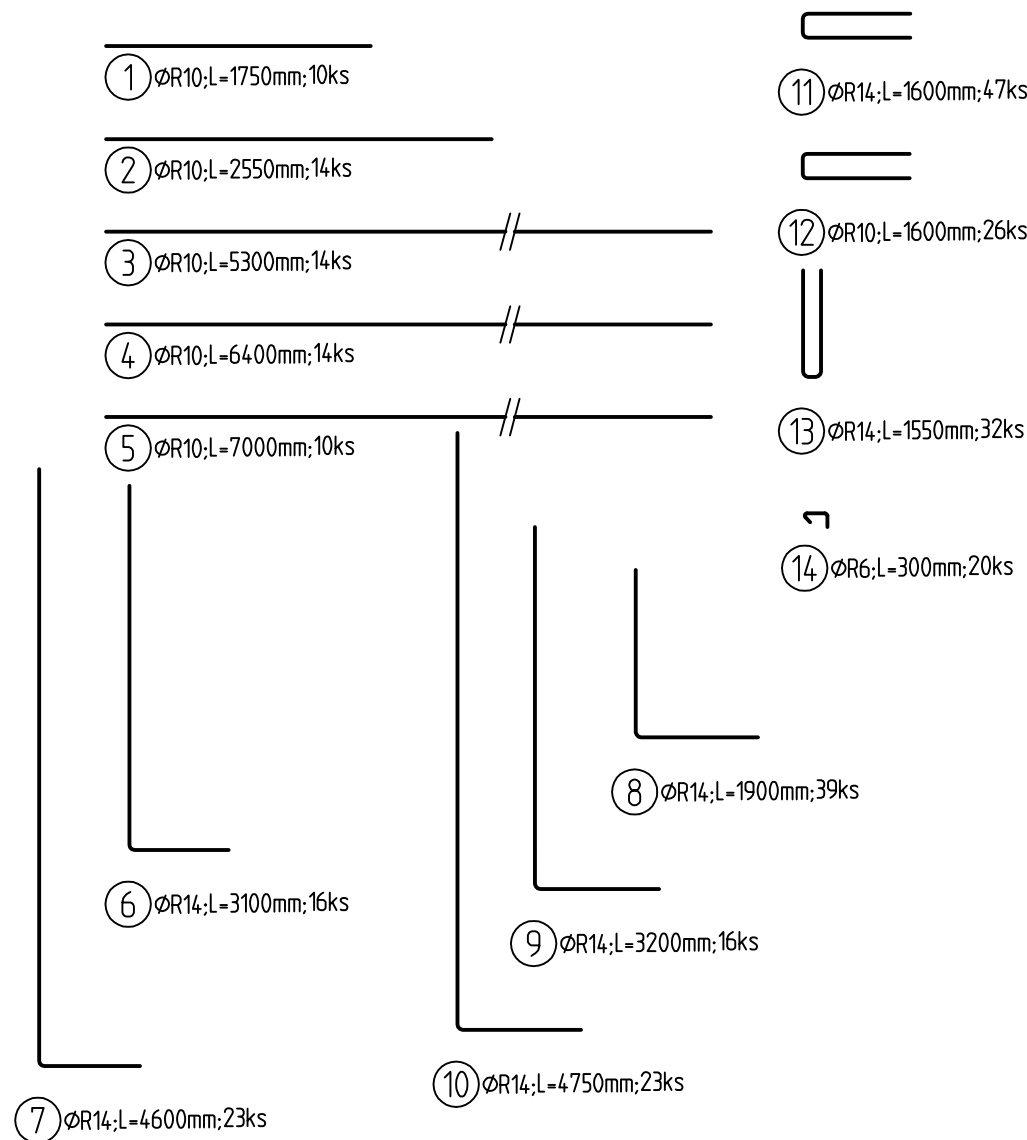 1 ØR10;L=1750mm;10ks
2 ØR10;L=2550mm;14ks
3 ØR10;L=5300mm;14ks
4 ØR10;L=6400mm;14ks
5 ØR10;L=7000mm;10ks
6 ØR14;L=3100mm;16ks
7 ØR14;L=4600mm;23ks
8 ØR14;L=1900mm;39ks
9 ØR14;L=3200mm;16ks
10 ØR14;L=4750mm;23ks
11 ØR14;L=1600mm;47ks
12 ØR10;L=1600mm;26ks
13 ØR14;L=1550mm;32ks
14 ØR6;L=300mm;20ks